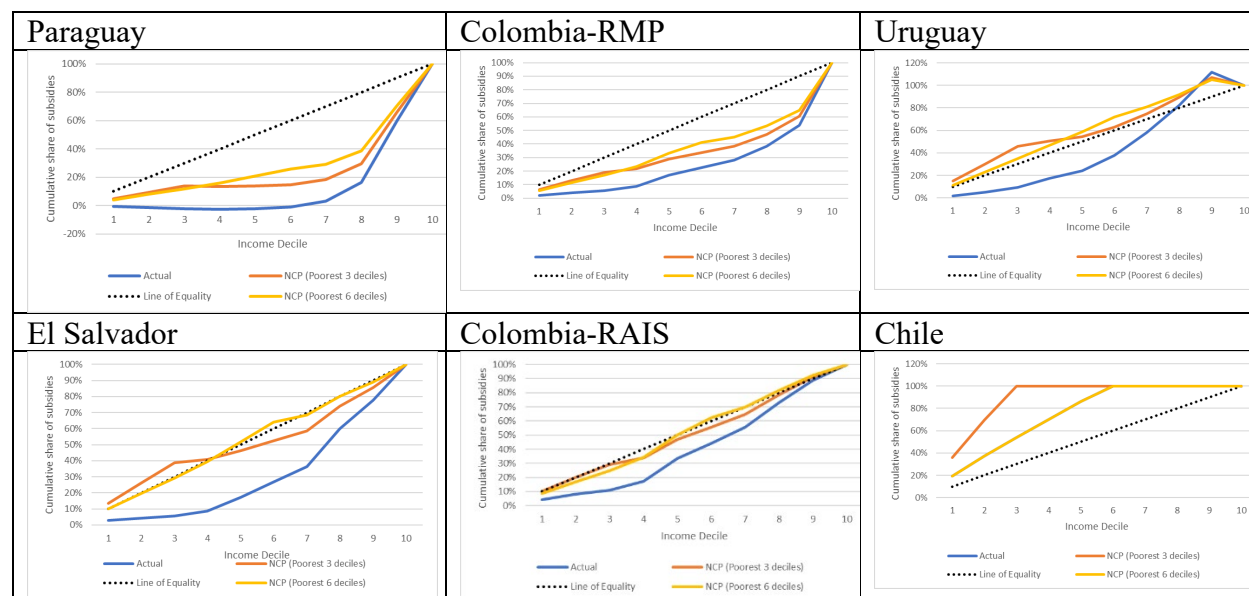 Paraguay
Cumulative share of subsidies
100%
80%
60%
40%
20%
0%
-20%
1 2 3 4 5 6 7 8 9 10
Income Decile
Actual NCP (Poorest 3 deciles)
Line of Equality NCP (Poorest 6 deciles)
Colombia-RMP
Cumulative share of subsidies
100%
90%
80%
70%
60%
50%
40%
30%
20%
10%
0%
1 2 3 4 5 6 7 8 9 10
Income Decile
Actual NCP (Poorest 3 deciles)
Line of Equality NCP (Poorest 6 deciles)
Uruguay
Cumulative share of subsidies
120%
100%
80%
60%
40%
20%
0%
1 2 3 4 5 6 7 8 9 10
Income Decile
Actual NCP (Poorest 3 deciles)
Line of Equality NCP (Poorest 6 deciles)
El Salvador
Cumulative share of subsidies
100%
90%
80%
70%
60%
50%
40%
30%
20%
10%
0%
1 2 3 4 5 6 7 8 9 10
Income Decile
Actual NCP (Poorest 3 deciles)
Line of Equality NCP (Poorest 6 deciles)
Colombia-RAIS
Cumulative share of subsidies
100%
90%
80%
70%
60%
50%
40%
30%
20%
10%
0%
1 2 3 4 5 6 7 8 9 10
Income Decile
Actual NCP (Poorest 3 deciles)
Line of Equality NCP (Poorest 6 deciles)
Chile
Cumulative share of subsidies
120%
100%
80%
60%
40%
20%
0%
1 2 3 4 5 6 7 8 9 10
Income Decile
Actual NCP (Poorest 3 deciles)
Line of Equality NCP (Poorest 6 deciles)